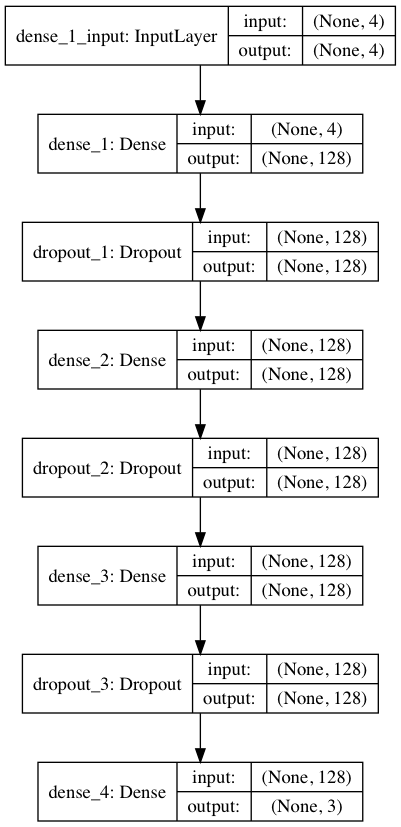 dense_1_input: InputLayer
input: (None, 4)
output: (None, 4)
dense_1: Dense
input: (None, 4)
output: (None, 128)
dropout_1: Dropout
input: (None, 128)
output: (None, 128)
dense_2: Dense
input: (None, 128)
output: (None, 128)
dropout_2: Dropout
input: (None, 128)
output: (None, 128)
dense_3: Dense
input: (None, 128)
output: (None, 128)
dropout_3: Dropout
input: (None, 128)
output: (None, 128)
dense_4: Dense
input: (None, 128)
output: (None, 3)